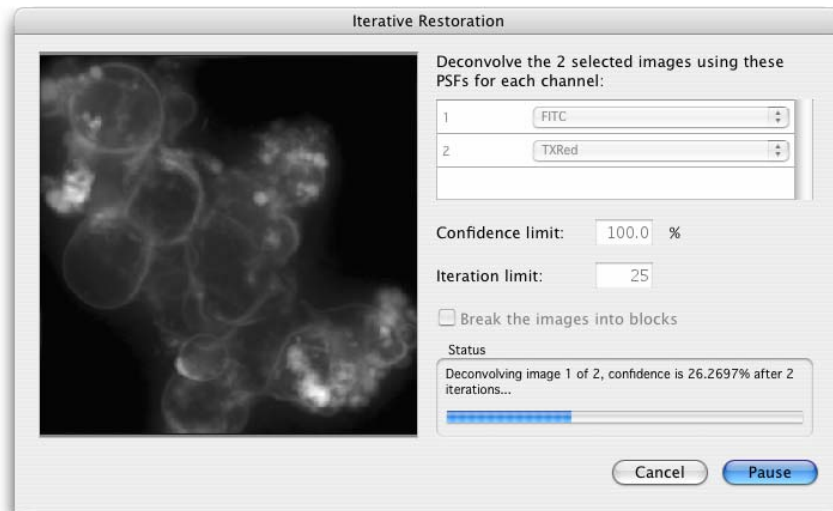 Iterative Restoration
Deconvolve the 2 selected images using these
PSFs for each channel:
1 FITC
2 TXRed
Confidence limit: 100.0 %
Iteration limit: 25
Break the images into blocks
Status
Deconvolving image 1 of 2, confidence is 26.2697% after 2
iterations...
Cancel Pause